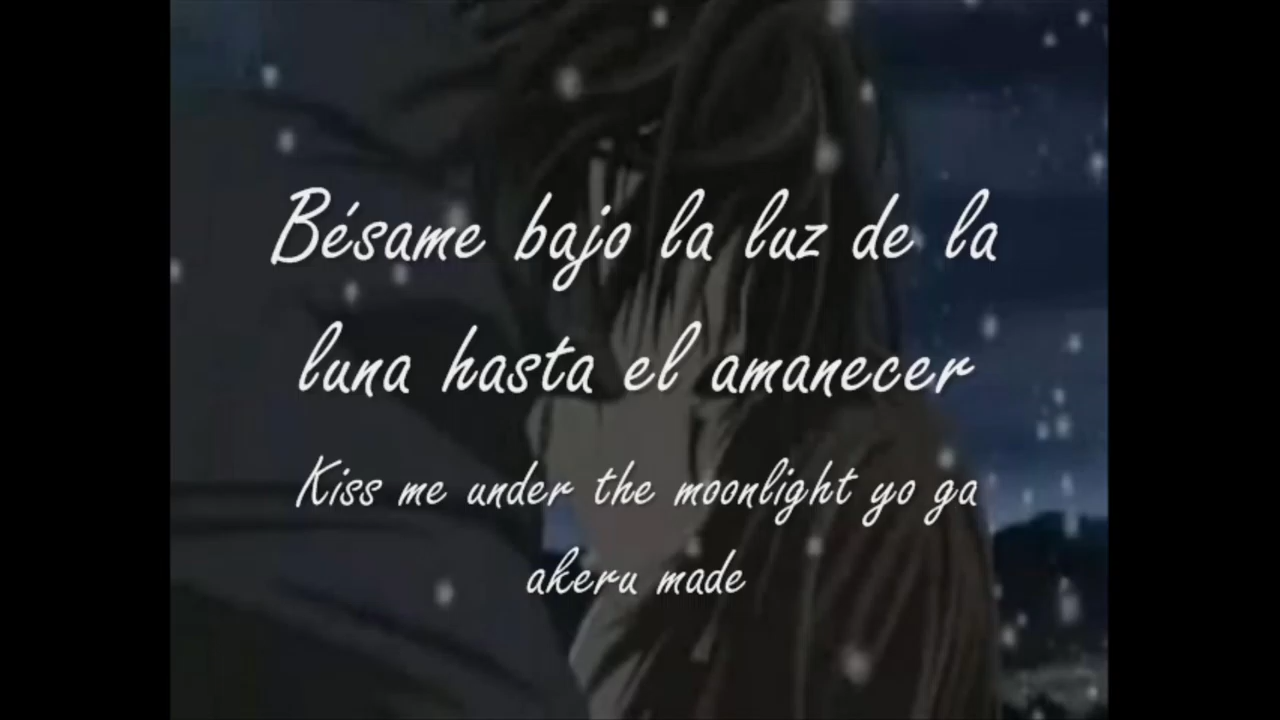 Bésame bajo la luz de la
luna hasta el amanecer
Kiss me under the moonlight yo ga
akeru made